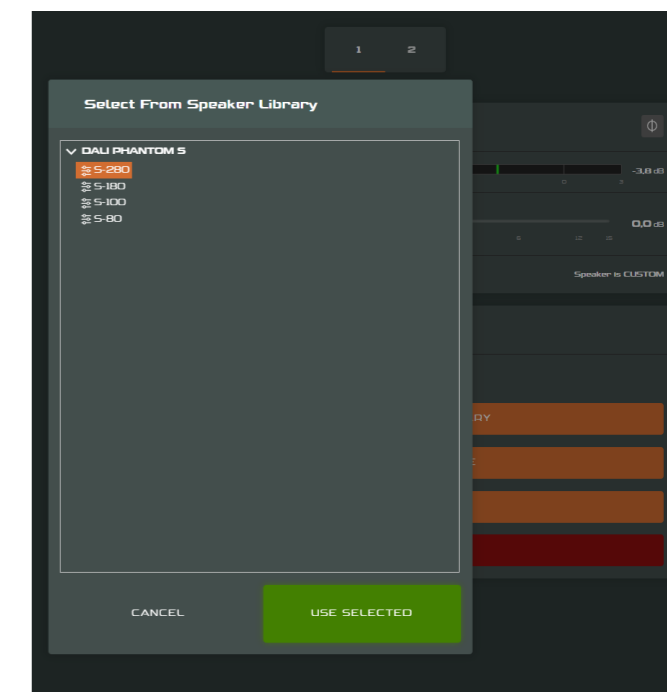 1 2
Select From Speaker Library
DALI PHANTOM S
S-280
S-180
S-100
S-80
-3,8 dB
0,0 dB
Speaker is CUSTOM
CANCEL
USE SELECTED